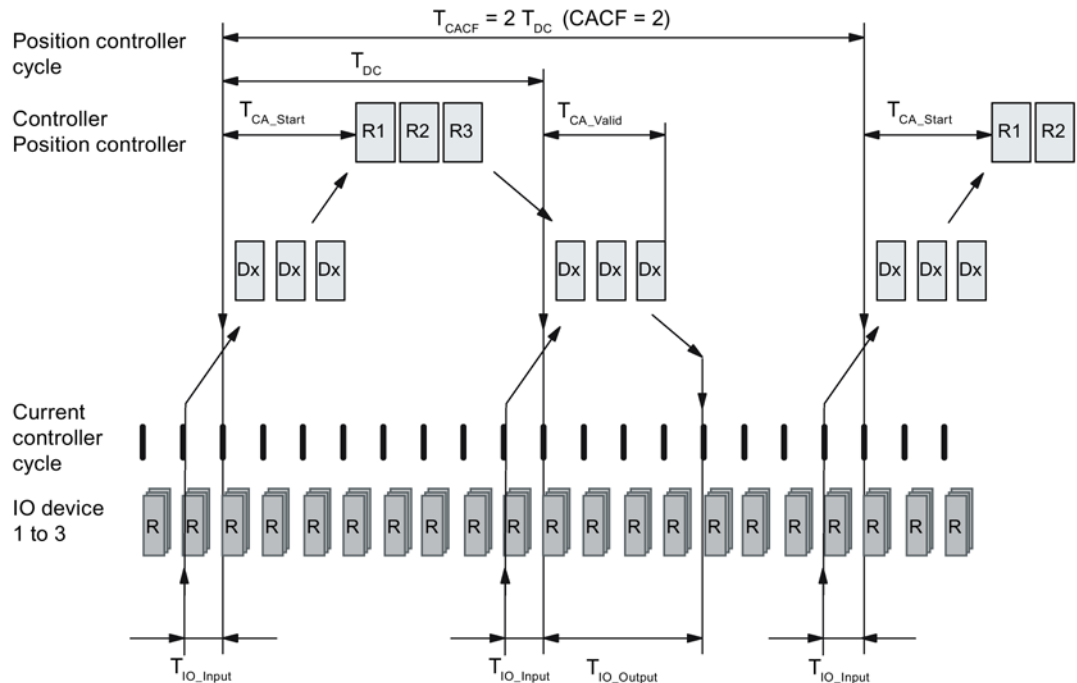 T_CACF = 2 T_DC (CACF = 2)
Position controller
cycle
T_DC
T_CA_Start
T_CA_Valid
T_CA_Start
Controller
Position controller
R1 R2 R3
R1 R2
Dx Dx Dx
Dx Dx Dx
Dx Dx Dx
Current
controller
cycle
IO device
1 to 3
R R R R R R R R R R R R R R R R R R R R R
T_IO_Input
T_IO_Input
T_IO_Output
T_IO_Input